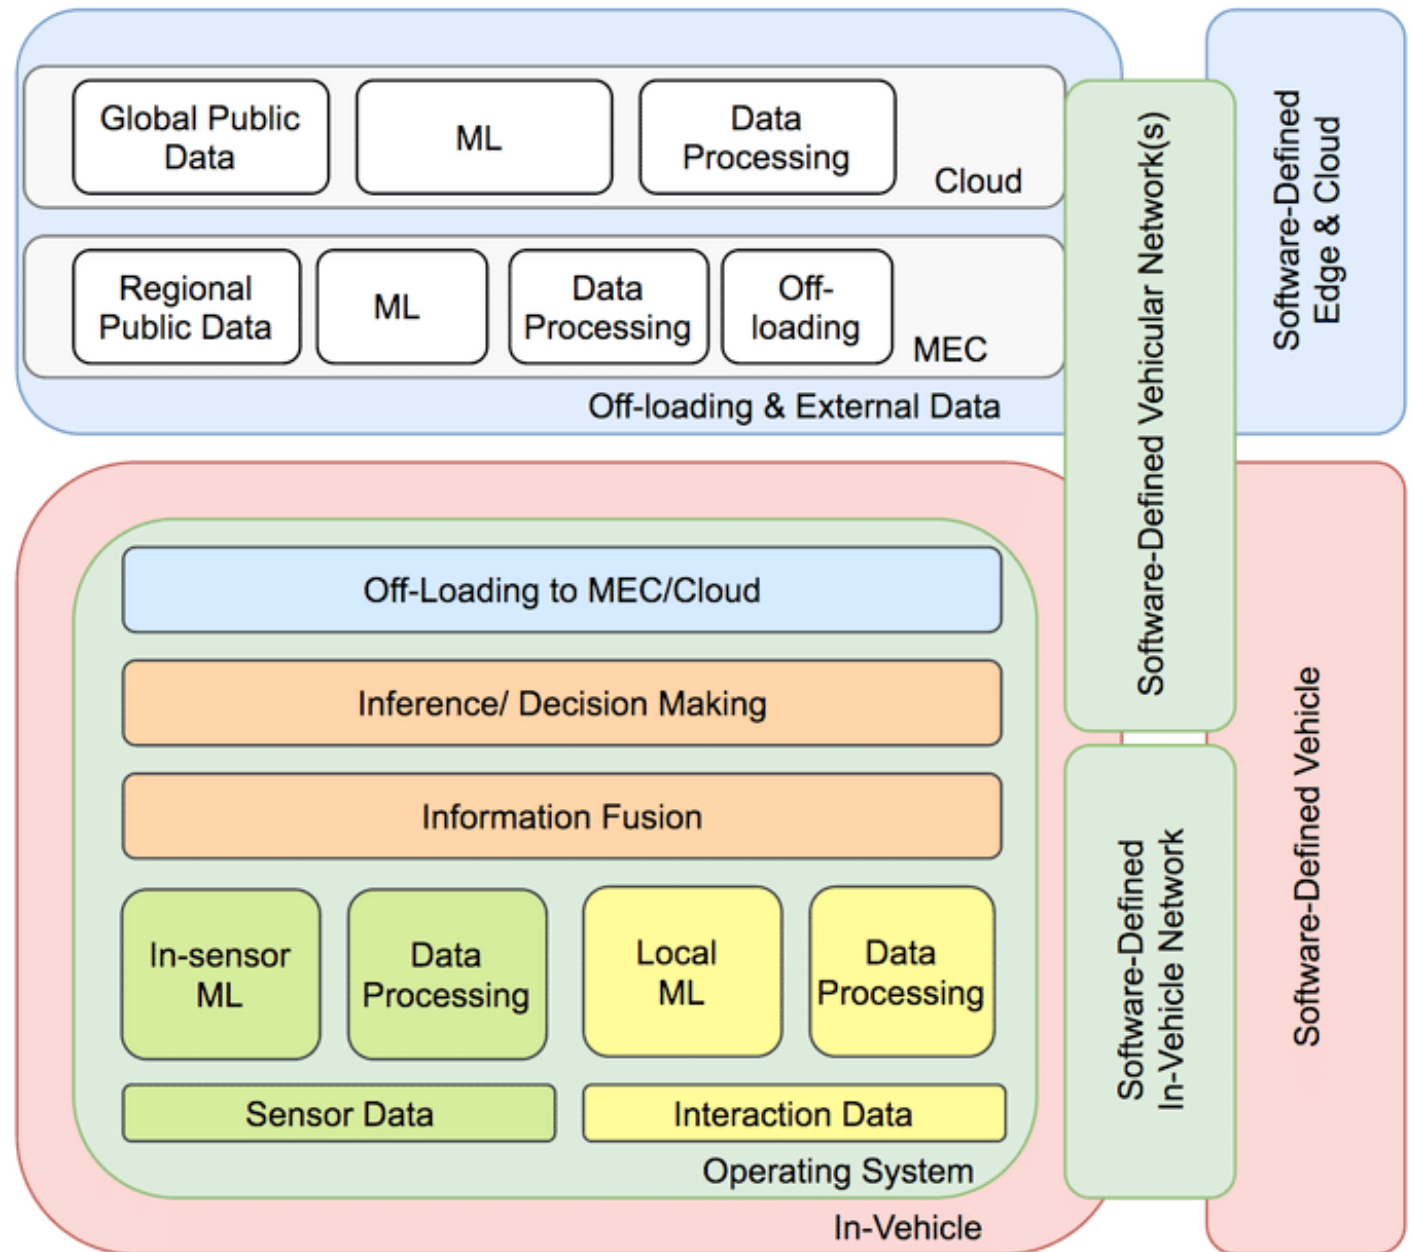 Global Public
Data
ML
Data
Processing
Cloud
Regional
Public Data
ML
Data
Processing
Off-
loading
MEC
Off-loading & External Data
Software-Defined Vehicular Network(s)
Software-Defined
Edge & Cloud
Off-Loading to MEC/Cloud
Inference/ Decision Making
Information Fusion
In-sensor
ML
Data
Processing
Local
ML
Data
Processing
Sensor Data
Interaction Data
Operating System
In-Vehicle
Software-Defined
In-Vehicle Network
Software-Defined Vehicle